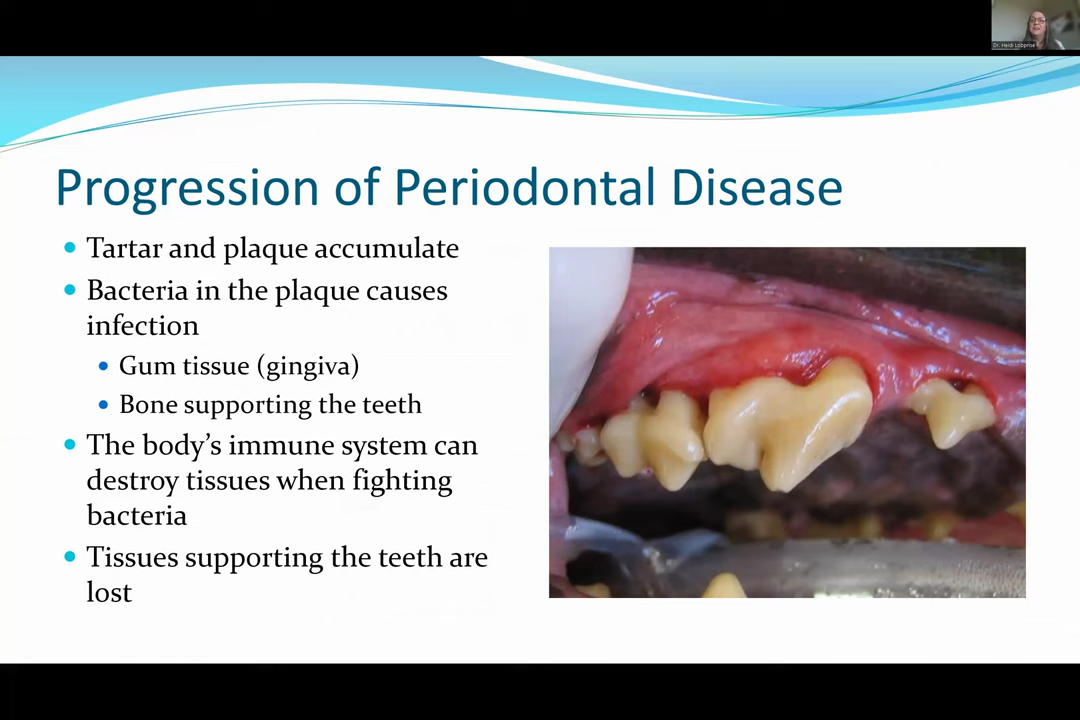 Dr. Heidi Lobprise
Progression of Periodontal Disease
Tartar and plaque accumulate
Bacteria in the plaque causes
infection
Gum tissue (gingiva)
Bone supporting the teeth
The body's immune system can
destroy tissues when fighting
bacteria
Tissues supporting the teeth are
lost